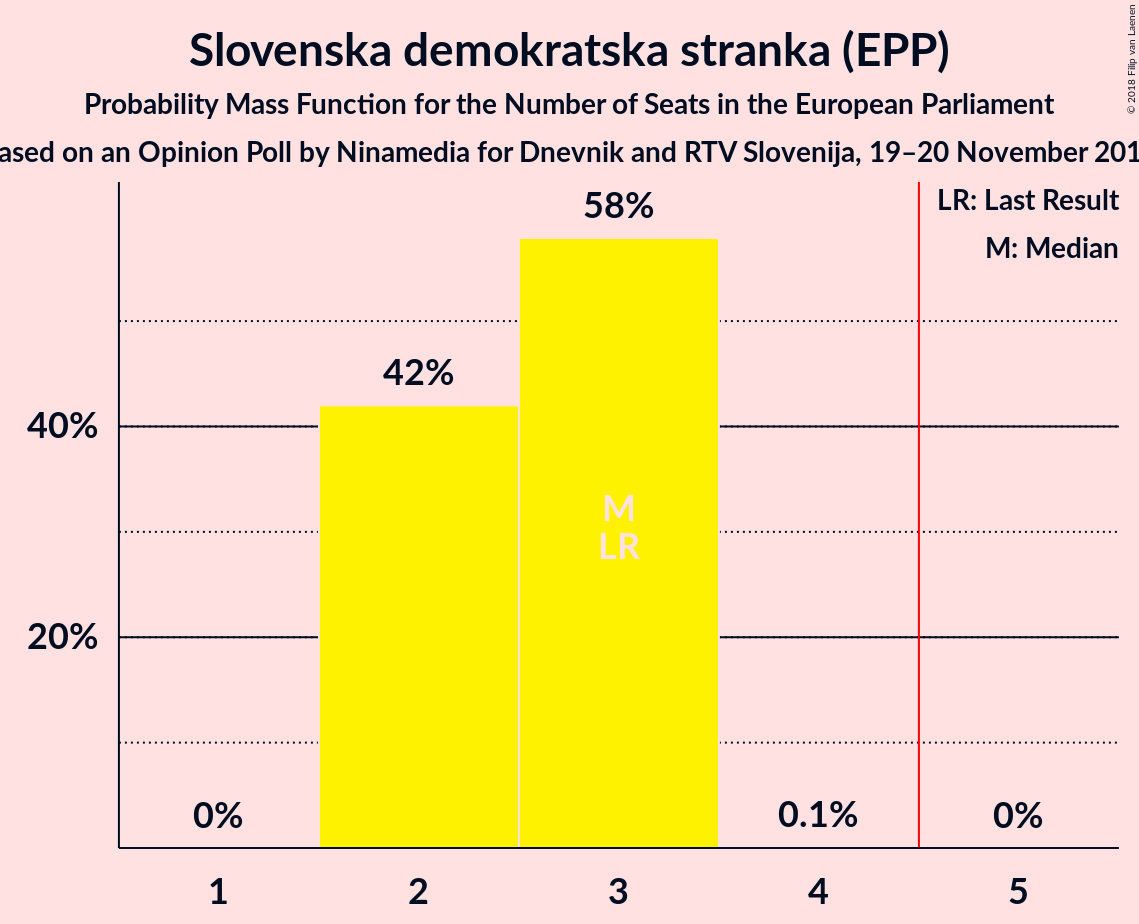 Slovenska demokratska stranka (EPP)
Probability Mass Function for the Number of Seats in the European Parliament
ased on an Opinion Poll by Ninamedia for Dnevnik and RTV Slovenija, 19–20 November 201
© 2018 Filip van Laenen
LR: Last Result
M: Median
58%
42%
40%
M
LR
20%
0%
0.1%
0%
1
2
3
4
5